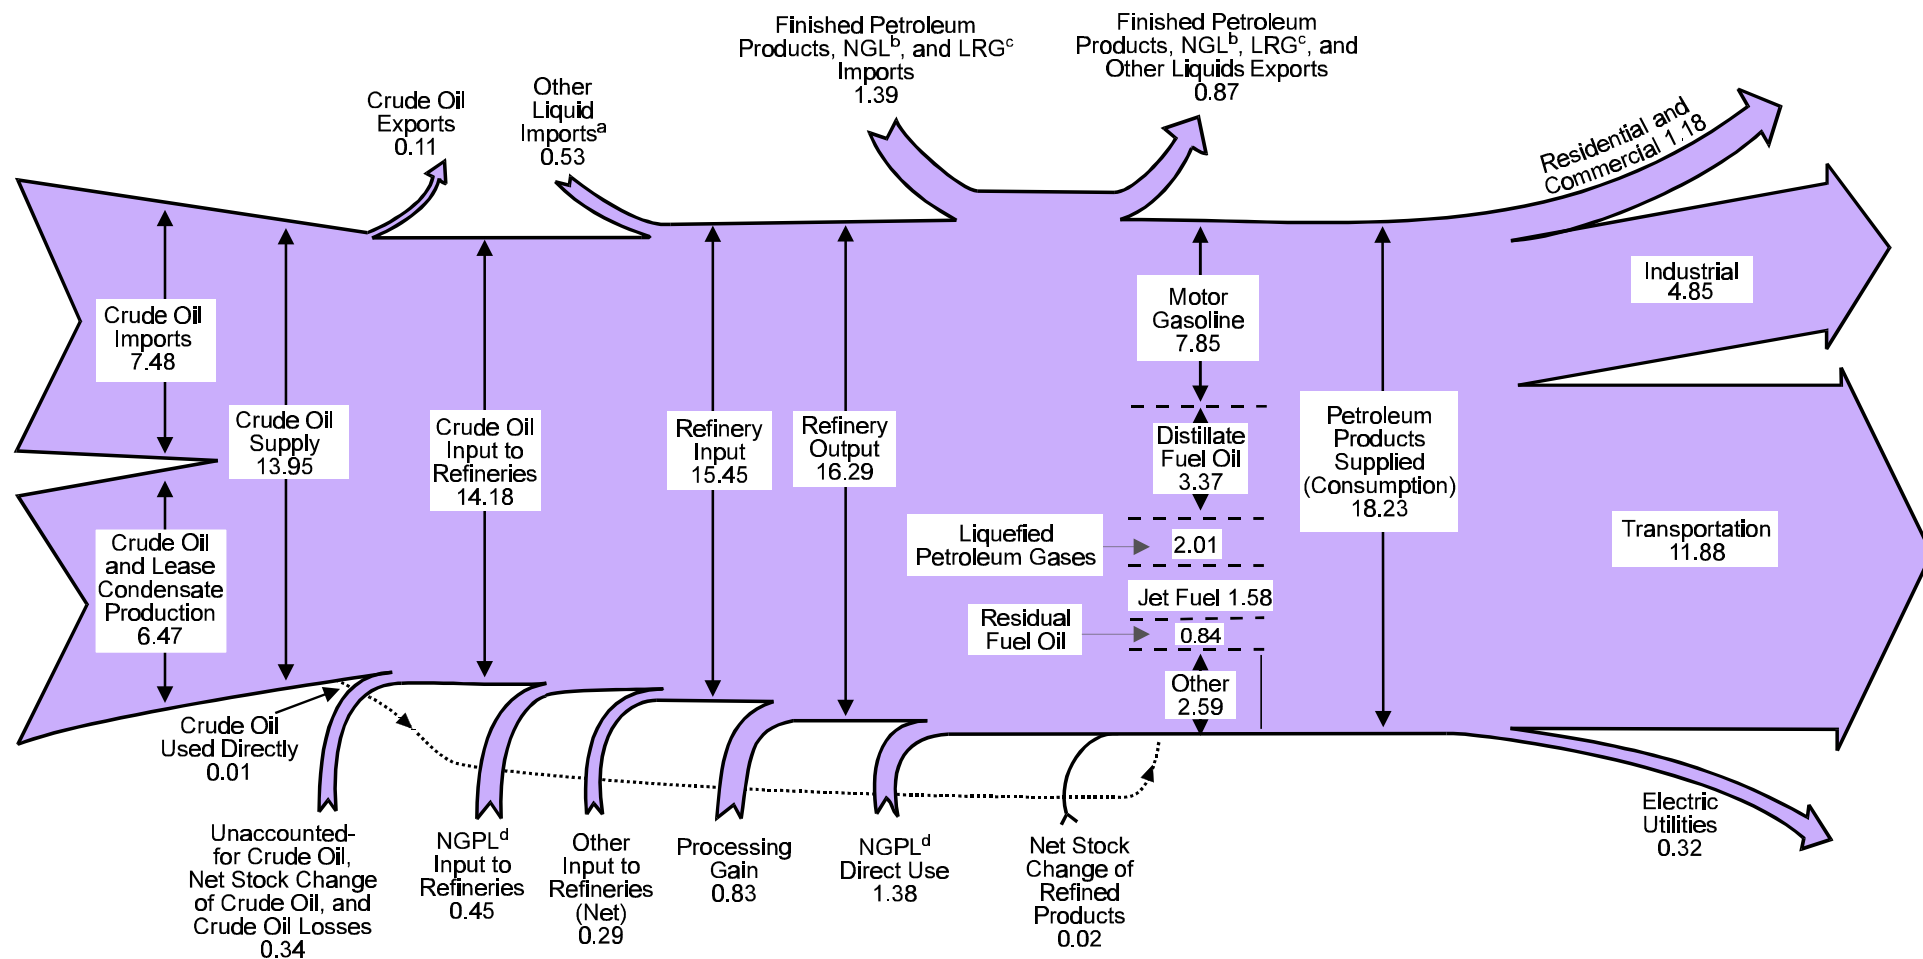 Finished Petroleum
Products, NGLb, and LRGc
Imports
1.39
Finished Petroleum
Products, NGLb, LRGc, and
Other Liquids Exports
0.87
Crude Oil
Exports
0.11
Other
Liquid
Importsa
0.53
Residential and
Commercial 1.18
Crude Oil
Imports
7.48
Crude Oil
Supply
13.95
Crude Oil
Input to
Refineries
14.18
Refinery
Input
15.45
Refinery
Output
16.29
Motor
Gasoline
7.85
Distillate
Fuel Oil
3.37
Liquefied
Petroleum Gases
2.01
Jet Fuel 1.58
Residual
Fuel Oil
0.84
Other
2.59
Petroleum
Products
Supplied
(Consumption)
18.23
Industrial
4.85
Transportation
11.88
Crude Oil
and Lease
Condensate
Production
6.47
Crude Oil
Used Directly
0.01
Unaccounted-
for Crude Oil,
Net Stock Change
of Crude Oil, and
Crude Oil Losses
0.34
NGPLd
Input to
Refineries
0.45
Other
Input to
Refineries
(Net)
0.29
Processing
Gain
0.83
NGPLd
Direct Use
1.38
Net Stock
Change of
Refined
Products
0.02
Electric
Utilities
0.32